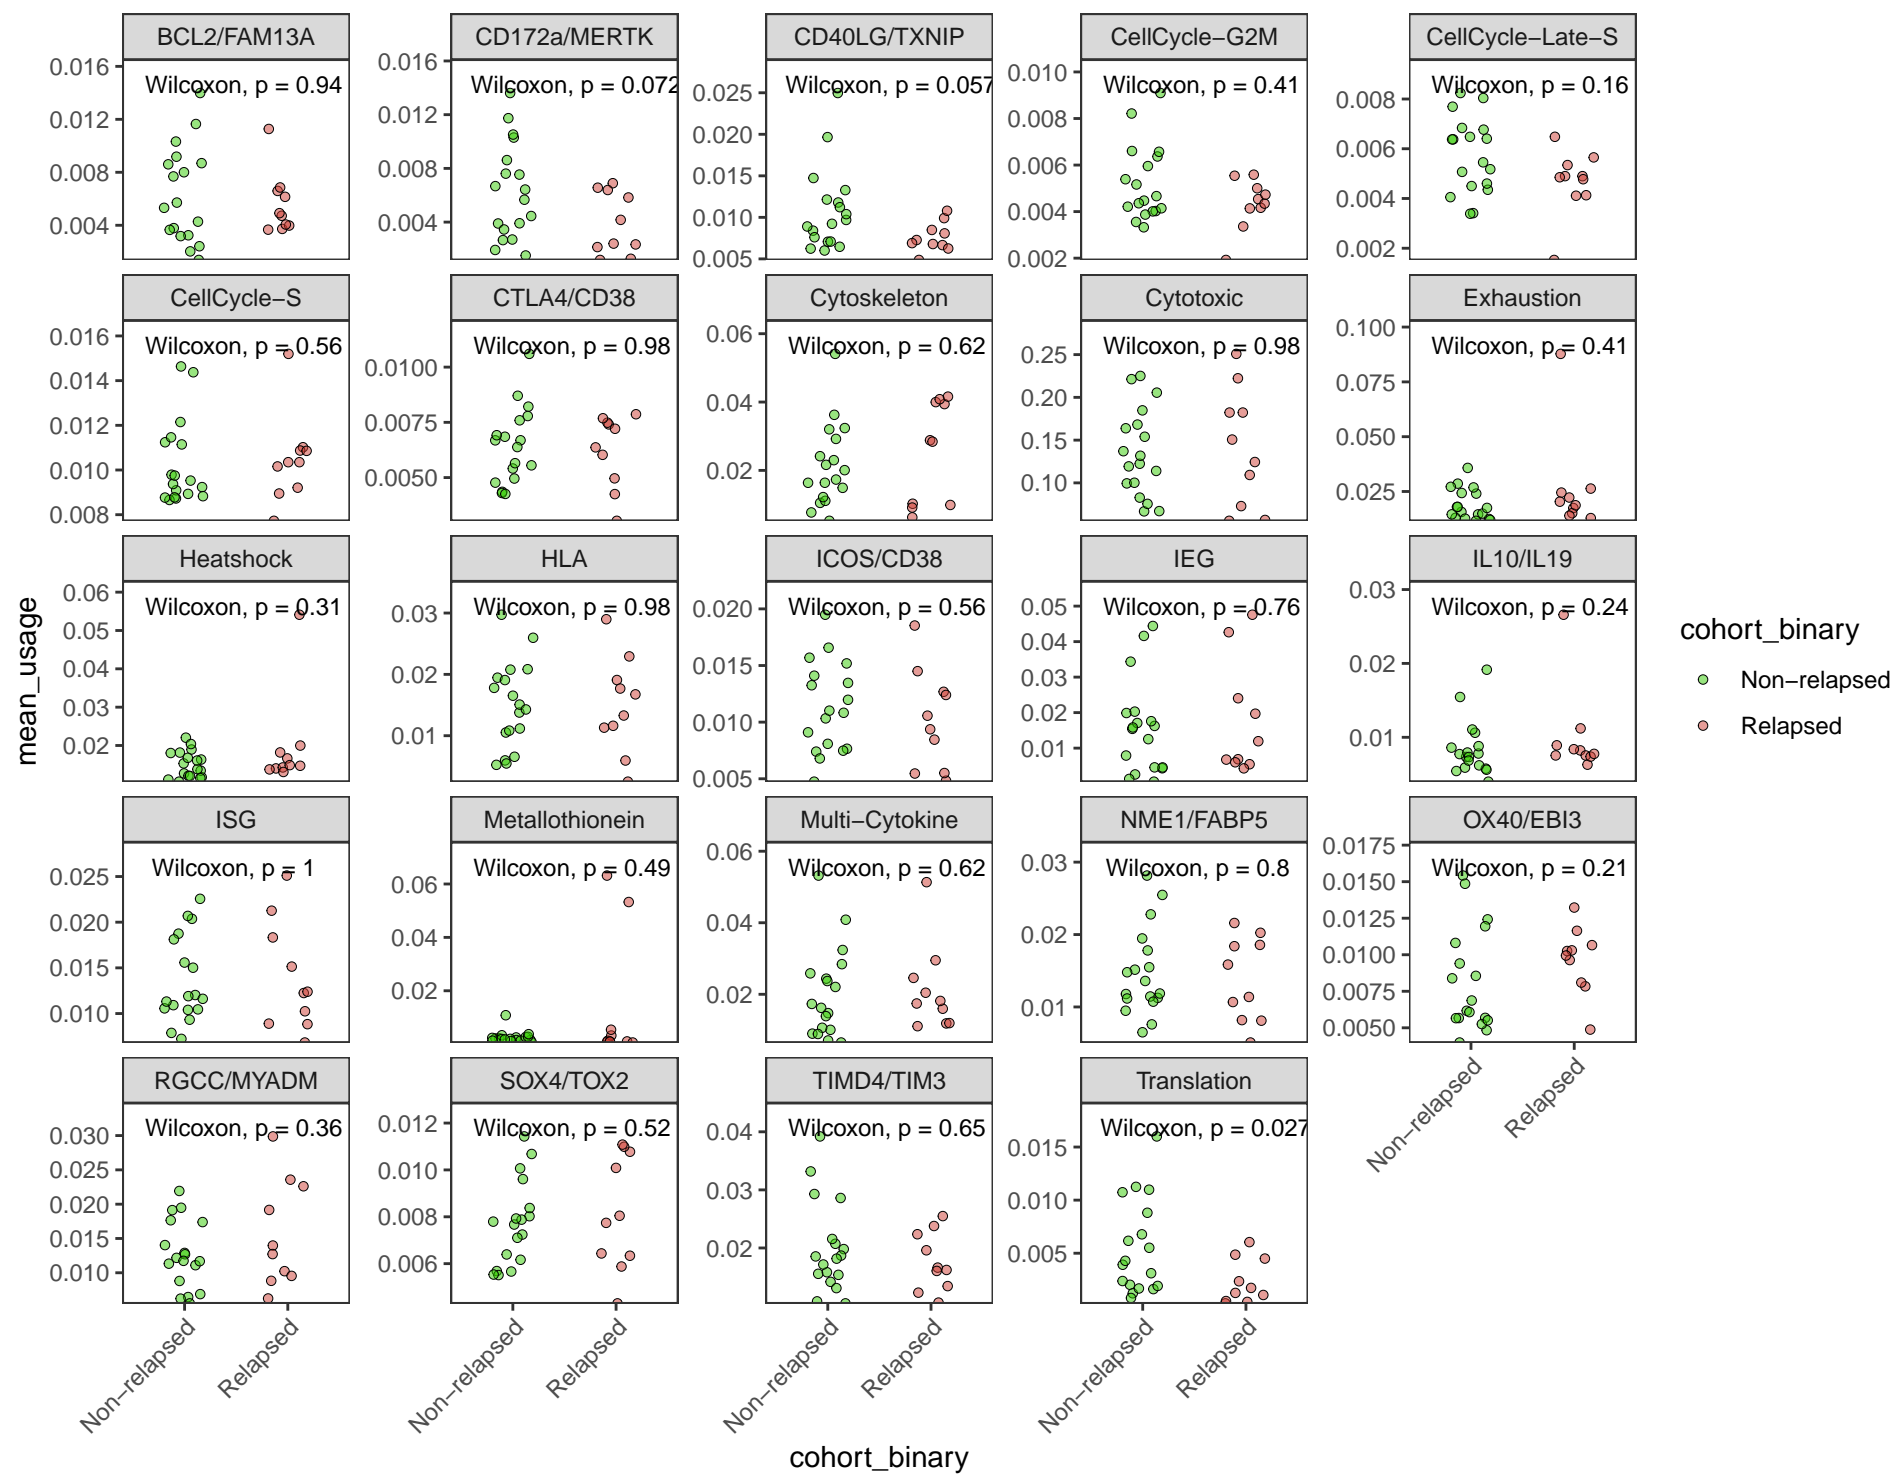 BCL2/FAM13A CD172a/MERTK CD40LG/TXNIP CellCycle−G2M CellCycle−Late−S
Wilcoxon, p = 0.94 Wilcoxon, p = 0.072 Wilcoxon, p = 0.057 Wilcoxon, p = 0.41 Wilcoxon, p = 0.16
0.016 0.012 0.008 0.004
0.016 0.012 0.008 0.004
0.025 0.020 0.015 0.010 0.005
0.010 0.008 0.006 0.004 0.002
0.008 0.006 0.004 0.002
CellCycle−S CTLA4/CD38 Cytoskeleton Cytotoxic Exhaustion
Wilcoxon, p = 0.56 Wilcoxon, p = 0.98 Wilcoxon, p = 0.62 Wilcoxon, p = 0.98 Wilcoxon, p = 0.41
0.016 0.014 0.012 0.010 0.008
0.0100 0.0075 0.0050
0.06 0.04 0.02
0.25 0.20 0.15 0.10
0.100 0.075 0.050 0.025
Heatshock HLA ICOS/CD38 IEG IL10/IL19
Wilcoxon, p = 0.31 Wilcoxon, p = 0.98 Wilcoxon, p = 0.56 Wilcoxon, p = 0.76 Wilcoxon, p = 0.24
0.06 0.05 0.04 0.03 0.02
0.03 0.02 0.01
0.020 0.015 0.010 0.005
0.05 0.04 0.03 0.02 0.01
0.03 0.02 0.01
ISG Metallothionein Multi−Cytokine NME1/FABP5 OX40/EBI3
Wilcoxon, p = 1 Wilcoxon, p = 0.49 Wilcoxon, p = 0.62 Wilcoxon, p = 0.8 Wilcoxon, p = 0.21
0.025 0.020 0.015 0.010
0.06 0.04 0.02
0.06 0.04 0.02
0.03 0.02 0.01
0.0175 0.0150 0.0125 0.0100 0.0075 0.0050
RGCC/MYADM SOX4/TOX2 TIMD4/TIM3 Translation
Wilcoxon, p = 0.36 Wilcoxon, p = 0.52 Wilcoxon, p = 0.65 Wilcoxon, p = 0.027
0.030 0.025 0.020 0.015 0.010
0.012 0.010 0.008 0.006
0.04 0.03 0.02
0.015 0.010 0.005
Non−relapsed Relapsed Non−relapsed Relapsed Non−relapsed Relapsed Non−relapsed Relapsed Non−relapsed Relapsed
cohort_binary
mean_usage
cohort_binary
Non−relapsed
Relapsed